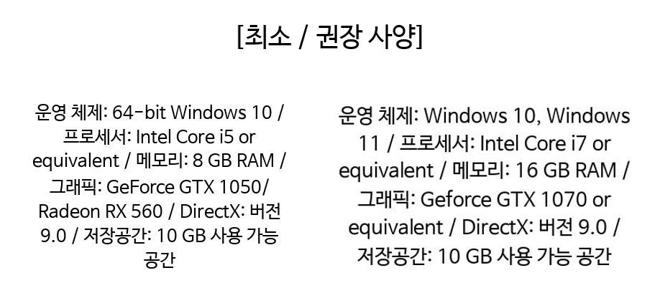 [최소 / 권장 사양]
운영 체제: 64-bit Windows 10 /
프로세서: Intel Core i5 or
equivalent / 메모리: 8 GB RAM /
그래픽: GeForce GTX 1050/
Radeon RX 560 / DirectX: 버전
9.0 / 저장공간: 10 GB 사용 가능
공간
운영 체제: Windows 10, Windows
11 / 프로세서: Intel Core i7 or
equivalent / 메모리: 16 GB RAM /
그래픽: Geforce GTX 1070 or
equivalent / DirectX: 버전 9.0 /
저장공간: 10 GB 사용 가능 공간